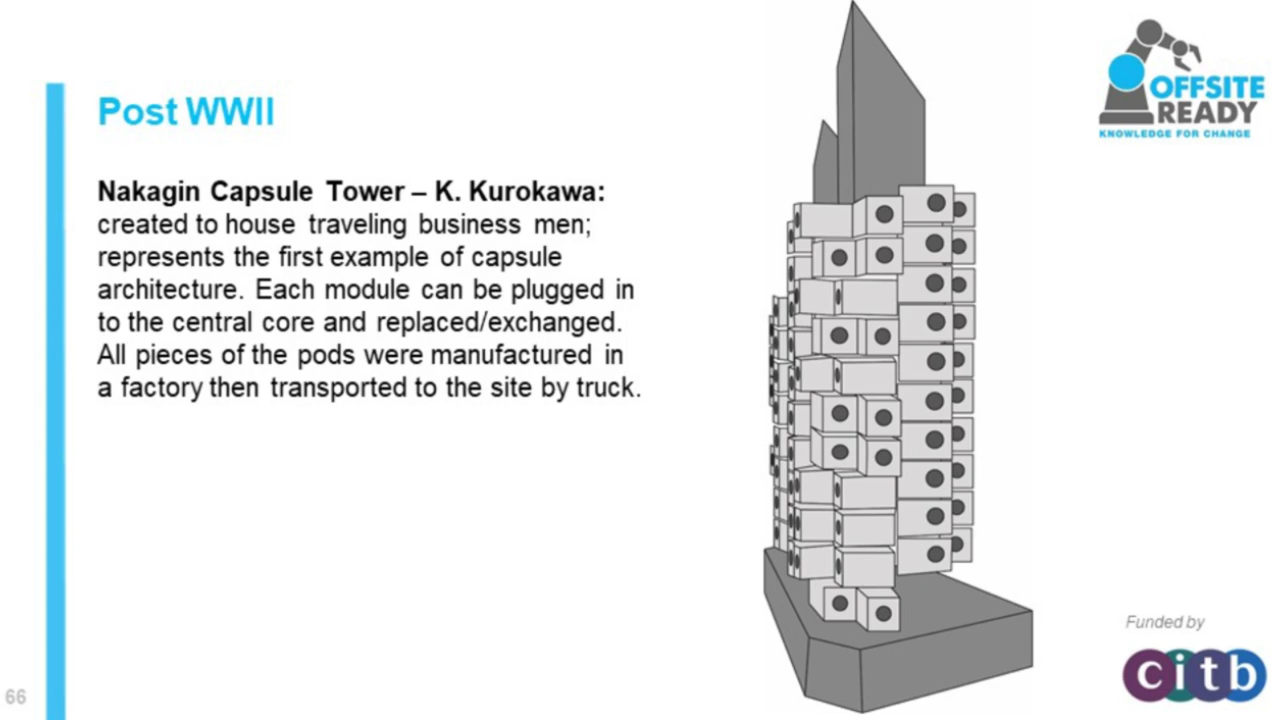 Post WWII
Nakagin Capsule Tower – K. Kurokawa:
created to house traveling business men;
represents the first example of capsule
architecture. Each module can be plugged in
to the central core and replaced/exchanged.
All pieces of the pods were manufactured in
a factory then transported to the site by truck.
OFFSITE
READY
KNOWLEDGE FOR CHANGE
Funded by
citb
66